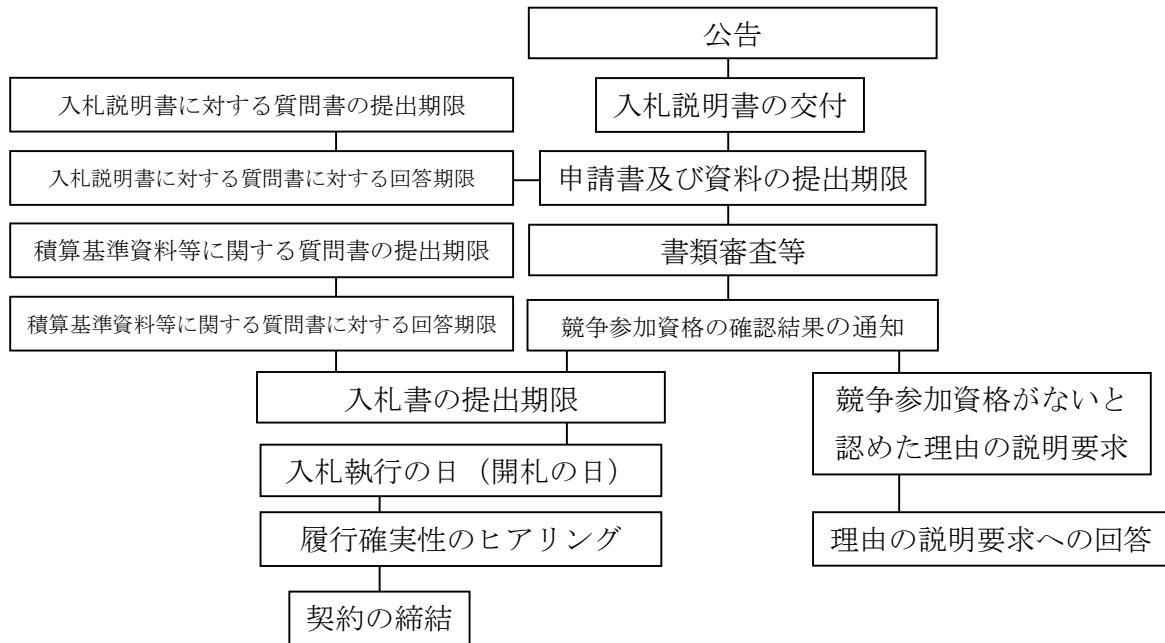 公告
入札説明書に対する質問書の提出期限
入札説明書の交付
入札説明書に対する質問書に対する回答期限
申請書及び資料の提出期限
積算基準資料等に関する質問書の提出期限
書類審査等
積算基準資料等に関する質問書に対する回答期限
競争参加資格の確認結果の通知
入札書の提出期限
競争参加資格がないと
認めた理由の説明要求
入札執行の日（開札の日）
履行確実性のヒアリング
理由の説明要求への回答
契約の締結